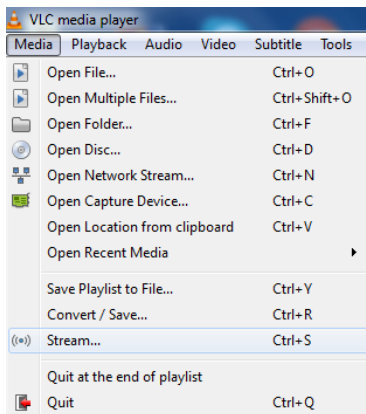 VLC media player
Media Playback Audio Video Subtitle Tools
Open File... Ctrl+O
Open Multiple Files... Ctrl+Shift+O
Open Folder... Ctrl+F
Open Disc... Ctrl+D
Open Network Stream... Ctrl+N
Open Capture Device... Ctrl+C
Open Location from clipboard Ctrl+V
Open Recent Media
Save Playlist to File... Ctrl+Y
Convert / Save... Ctrl+R
Stream... Ctrl+S
Quit at the end of playlist
Quit Ctrl+Q